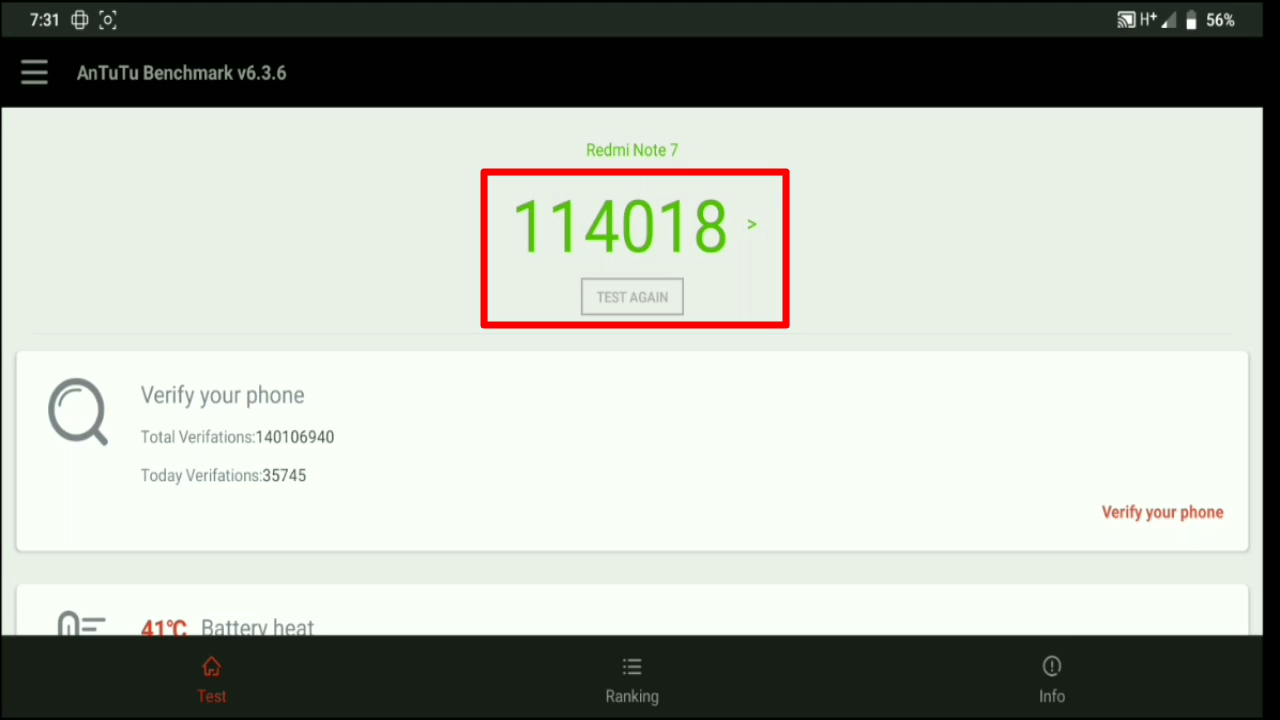 7:31
H+
56%
AnTuTu Benchmark v6.3.6
Redmi Note 7
114018 >
TEST AGAIN
Verify your phone
Total Verifations:140106940
Today Verifations:35745
Verify your phone
41°C Battery heat
Test
Ranking
Info